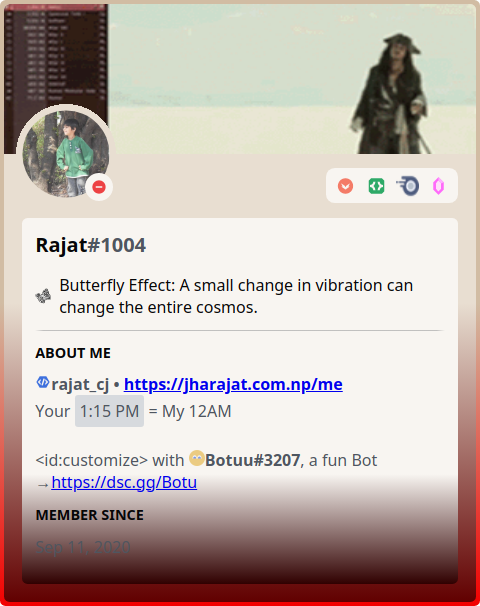 Rajat#1004
Butterfly Effect: A small change in vibration can
change the entire cosmos.
ABOUT ME
rajat_cj • https://jharajat.com.np/me
Your 1:15 PM = My 12AM
<id:customize> with Botuu#3207, a fun Bot
→https://dsc.gg/Botu
MEMBER SINCE
Sep 11, 2020